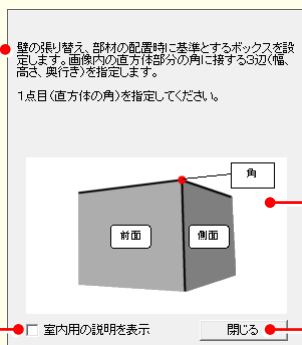 壁の張り替え、部材の配置時に基準とするボックスを設
定します。画像内の直方体部分の角に接する3辺(幅、
高さ、奥行き)を指定します。
1点目(直方体の角)を指定してください。
角
前面
側面
室内用の説明を表示
閉じる